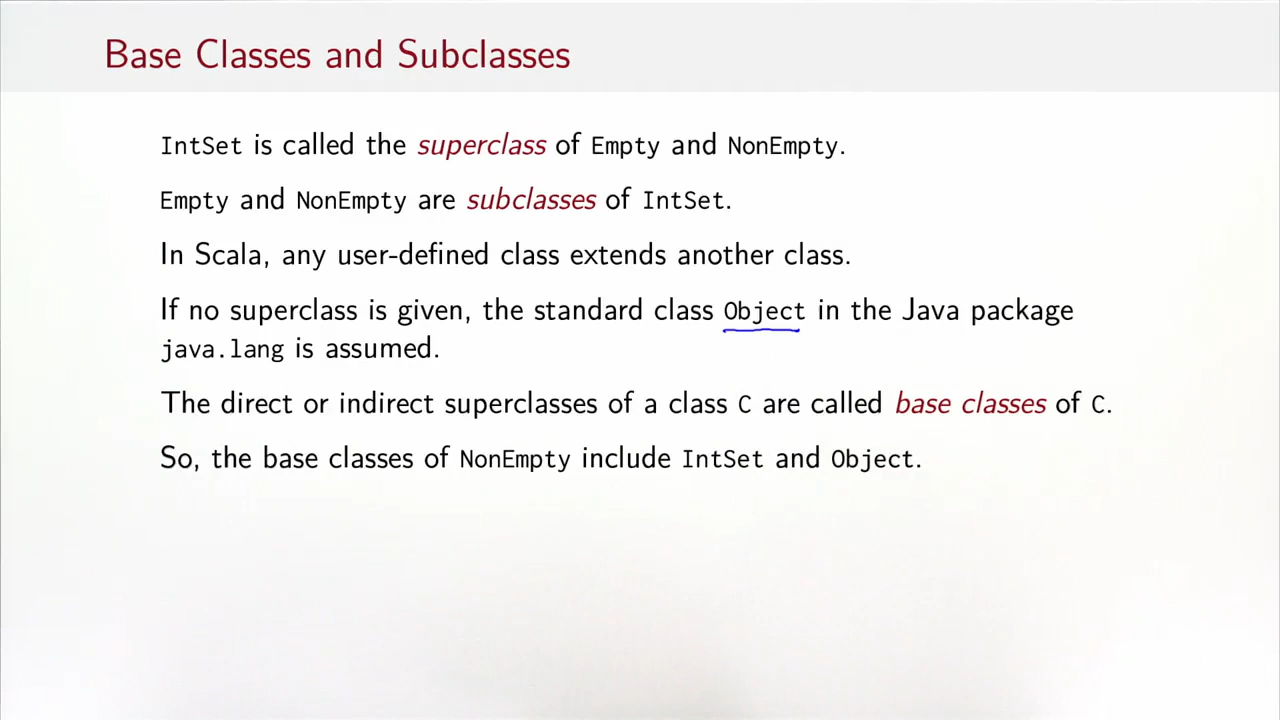 Base Classes and Subclasses
IntSet is called the superclass of Empty and NonEmpty.
Empty and NonEmpty are subclasses of IntSet.
In Scala, any user-defined class extends another class.
If no superclass is given, the standard class Object in the Java package
java.lang is assumed.
The direct or indirect superclasses of a class C are called base classes of C.
So, the base classes of NonEmpty include IntSet and Object.